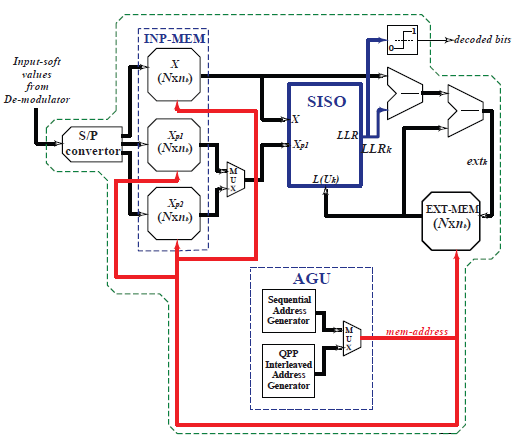 Input-soft
values
from
De-modulator
S/P
convertor
INP-MEM
X
(Nxnₛ)
Xp1
(Nxnₛ)
Xp2
(Nxnₛ)
M
U
X
SISO
X
Xp1
LLR
L(Uk)
1
0
decoded bits
LLRk
extk
EXT-MEM
(Nxnₛ)
AGU
Sequential
Address
Generator
QPP
Interleaved
Address
Generator
M
U
X
mem-address